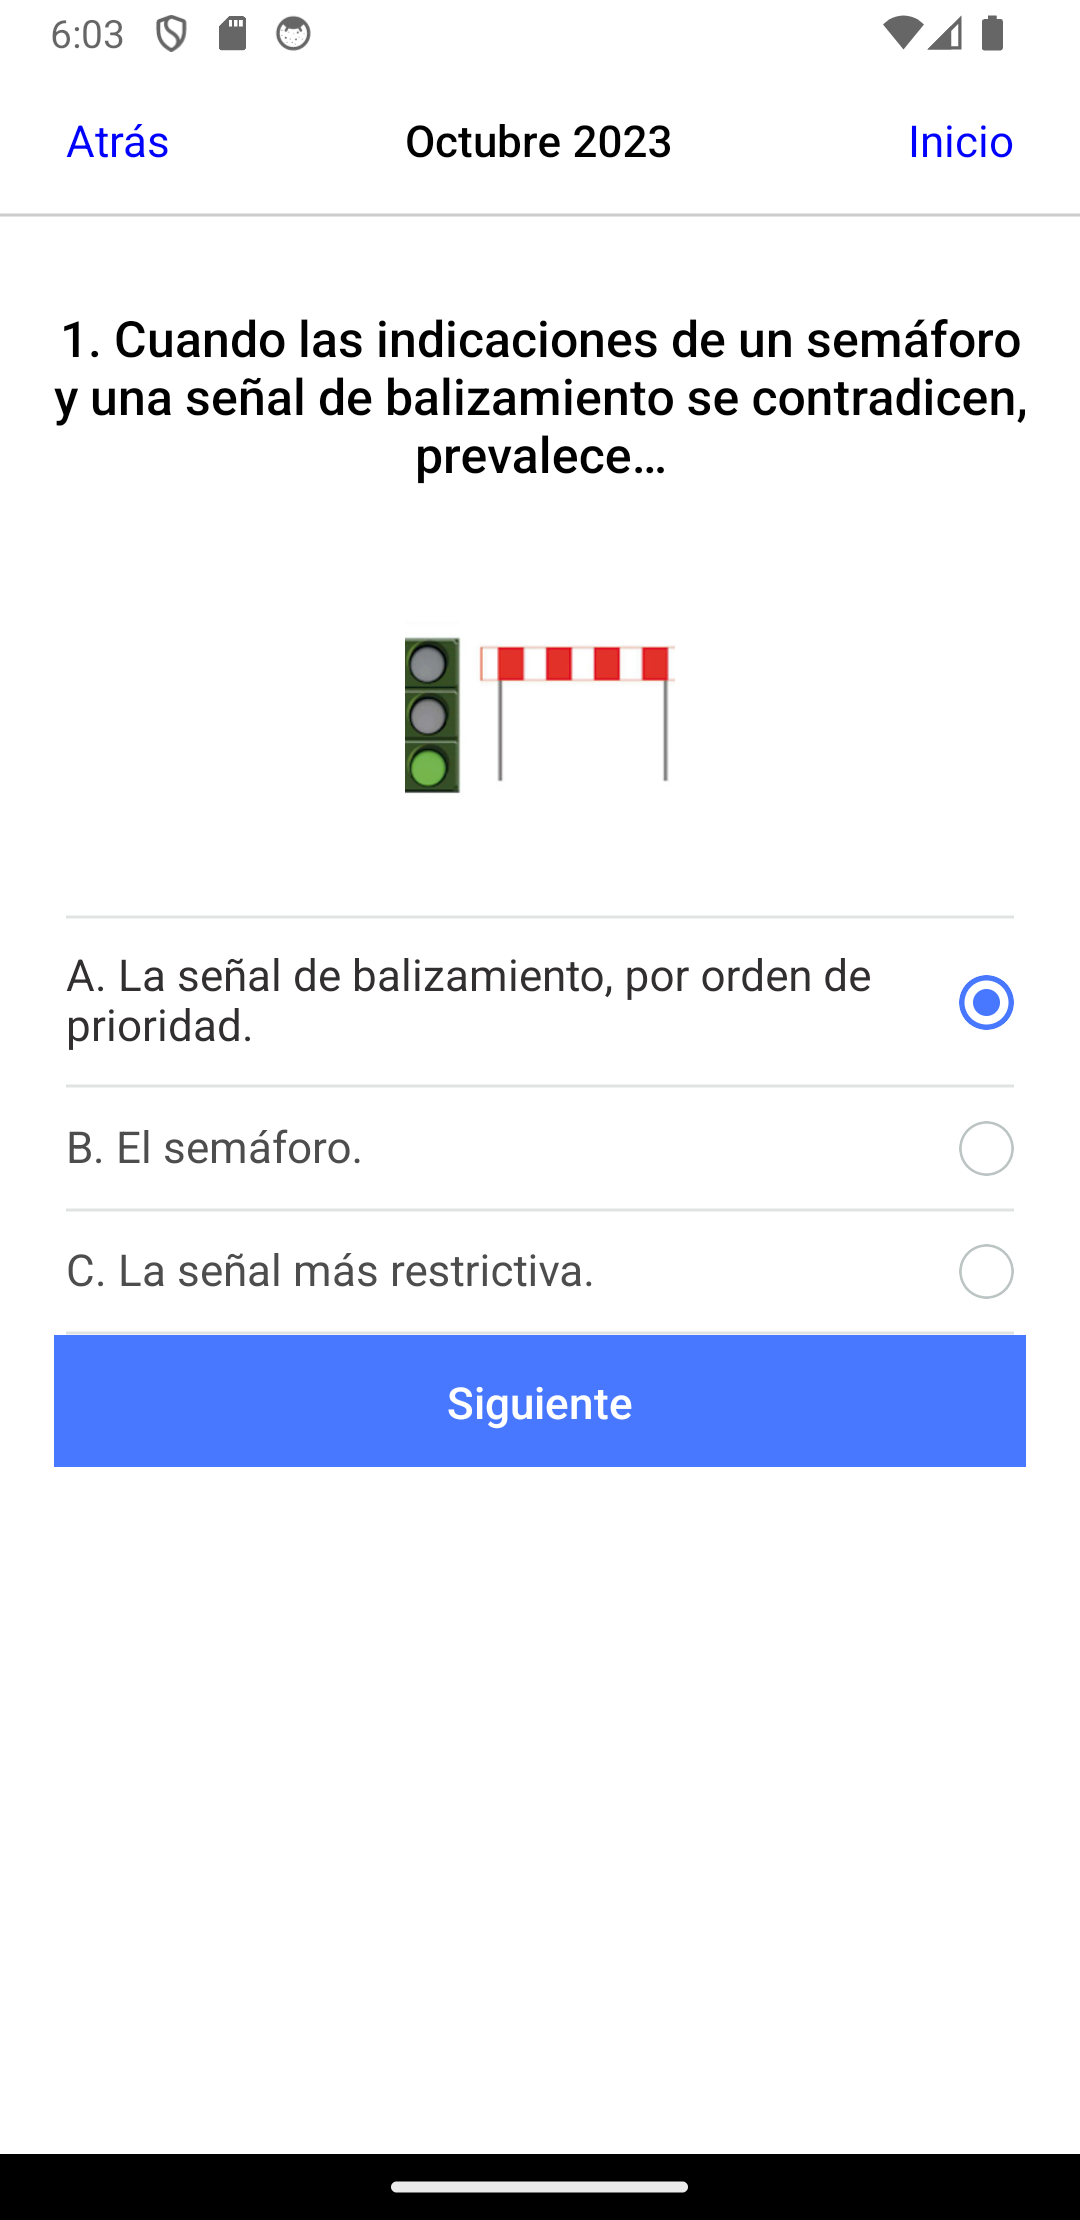 6:03
Atrás
Octubre 2023
Inicio
1. Cuando las indicaciones de un semáforo
y una señal de balizamiento se contradicen,
prevalece...
A. La señal de balizamiento, por orden de
prioridad.
B. El semáforo.
C. La señal más restrictiva.
Siguiente